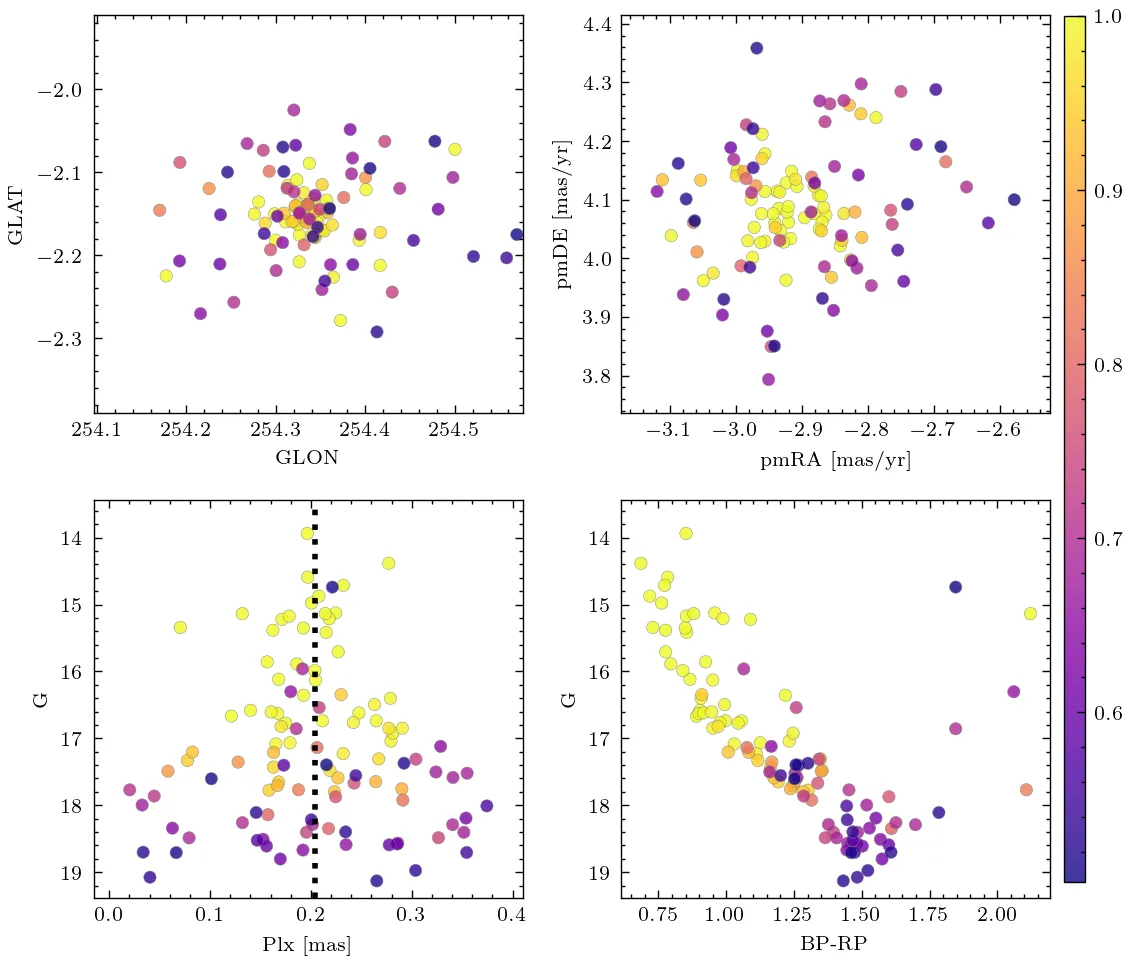 −2.0
−2.1
−2.2
−2.3
GLAT
254.1 254.2 254.3 254.4 254.5
GLON
4.4
4.3
4.2
4.1
4.0
3.9
3.8
pmDE [mas/yr]
−3.1 −3.0 −2.9 −2.8 −2.7 −2.6
pmRA [mas/yr]
1.0
0.9
0.8
0.7
0.6
14
15
16
17
18
19
G
0.0 0.1 0.2 0.3 0.4
Plx [mas]
14
15
16
17
18
19
G
0.75 1.00 1.25 1.50 1.75 2.00
BP-RP